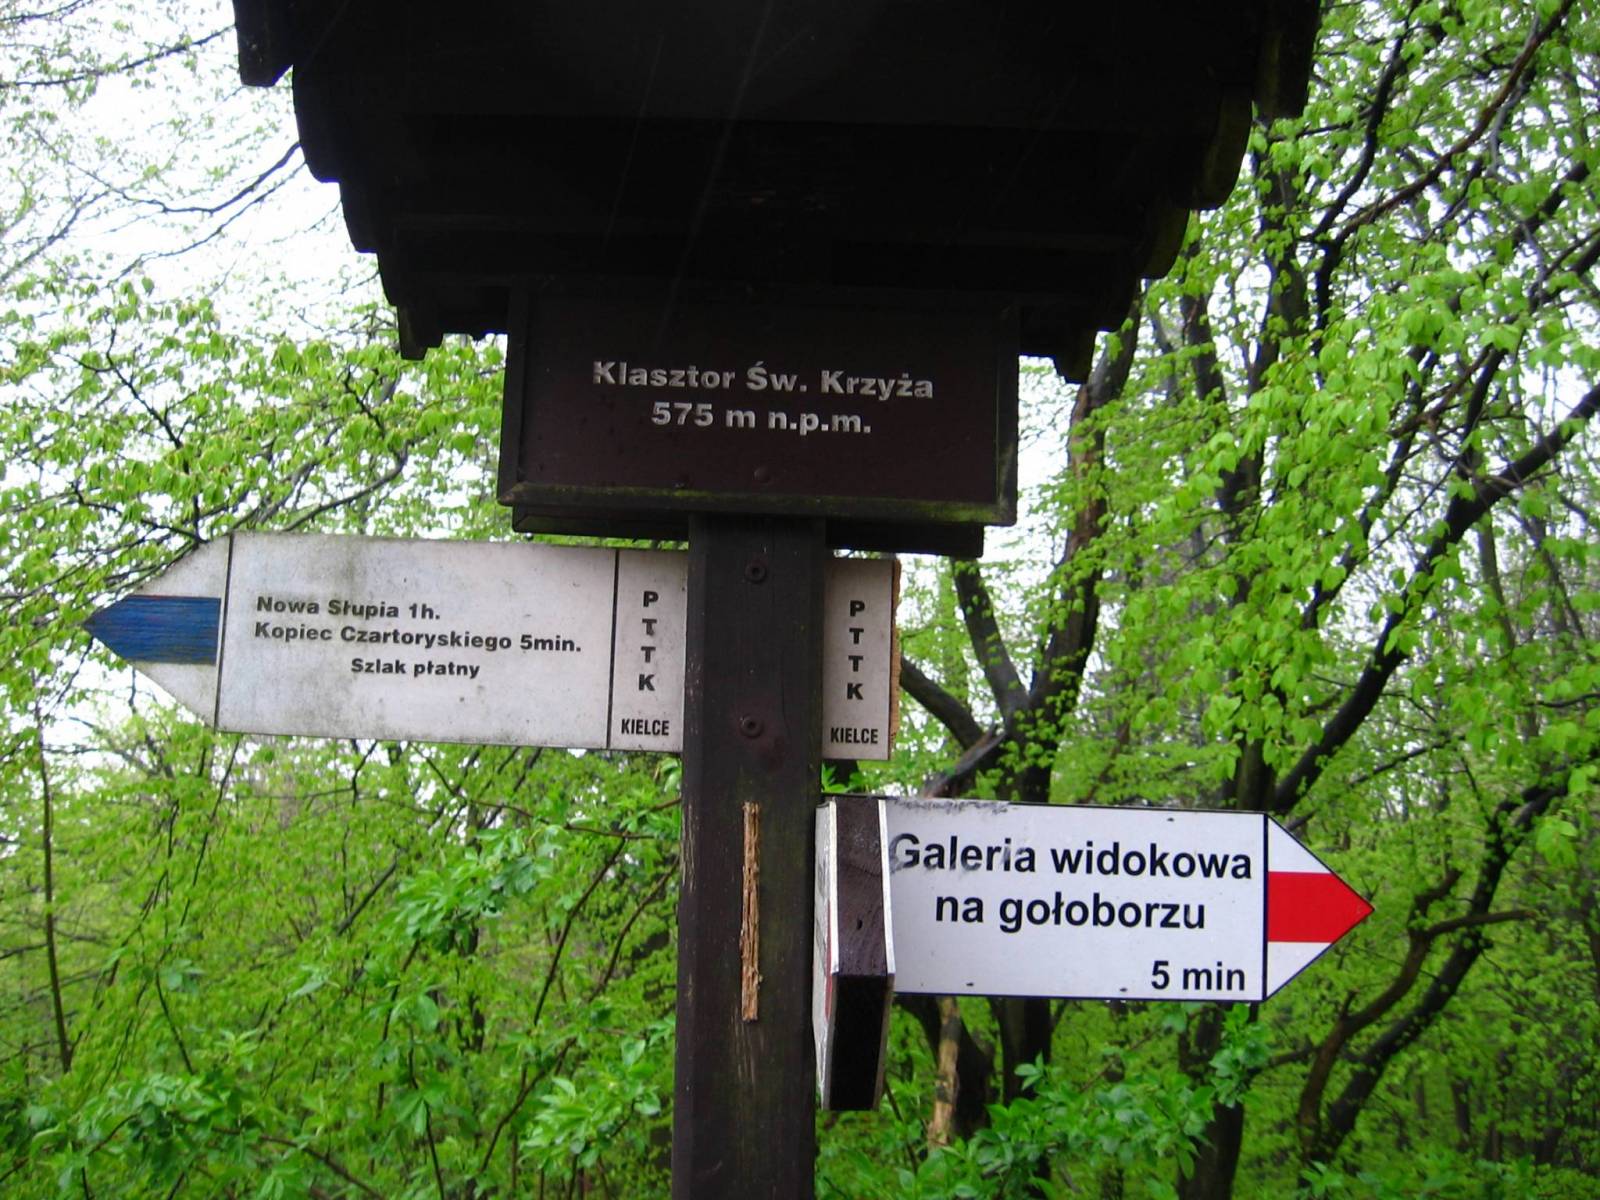 Klasztor Św. Krzyża
575 m n.p.m.
Nowa Słupia 1h.
Kopiec Czartoryskiego 5min.
Szlak płatny
PTTK
KIELCE
PTTK
KIELCE
Galeria widokowa
na gołoborzu
5 min